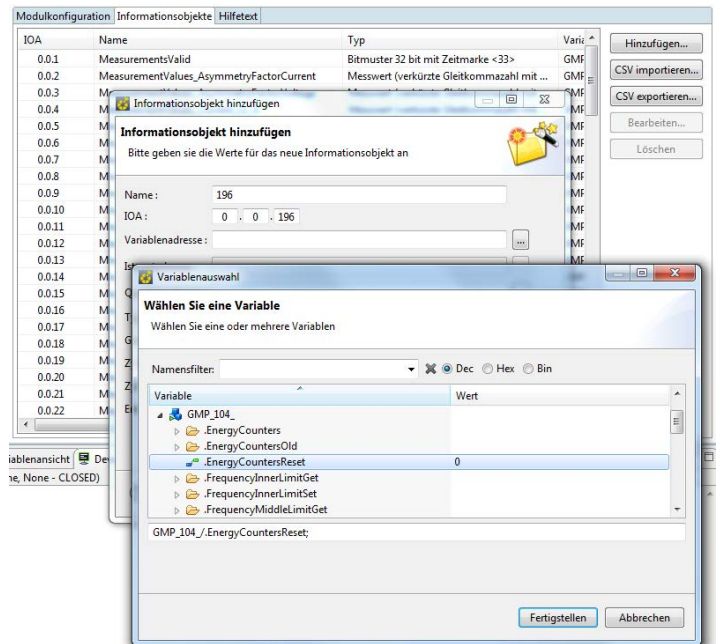 Modulkonfiguration Informationsobjekte Hilfetext
IOA Name Typ
0.0.1 MeasurementsValid Bitmuster 32 bit mit Zeitmarke <33>
0.0.2 MeasurementValues_AsymmetryFactorCurrent Messwert (verkürzte Gleitkommazahl mit ...
0.0.3
0.0.4
0.0.5
0.0.6
0.0.7
0.0.8
0.0.9
0.0.10
0.0.11
0.0.12
0.0.13
0.0.14
0.0.15
0.0.16
0.0.17
0.0.18
0.0.19
0.0.20
0.0.21
0.0.22
Hinzufügen...
CSV importieren...
CSV exportieren...
Bearbeiten...
Löschen
Informationsobjekt hinzufügen
Informationsobjekt hinzufügen
Bitte geben sie die Werte für das neue Informationsobjekt an
Name : 196
IOA : 0 . 0 . 196
Variablenadresse : ...
Variablenauswahl
Wählen Sie eine Variable
Wählen Sie eine oder mehrere Variablen
Namensfilter: Dec Hex Bin
Variable Wert
GMP_104_
.EnergyCounters
.EnergyCountersOld
.EnergyCountersReset 0
.FrequencyInnerLimitGet
.FrequencyInnerLimitSet
.FrequencyMiddleLimitGet
GMP_104_/.EnergyCountersReset;
Fertigstellen Abbrechen
iablenansicht
ne, None - CLOSED)